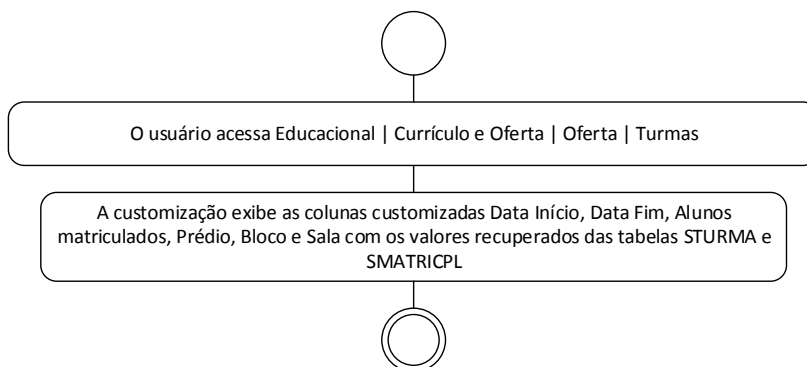 O usuário acessa Educacional | Currículo e Oferta | Oferta | Turmas
A customização exibe as colunas customizadas Data Início, Data Fim, Alunos
matriculados, Prédio, Bloco e Sala com os valores recuperados das tabelas STURMA e
SMATRICPL